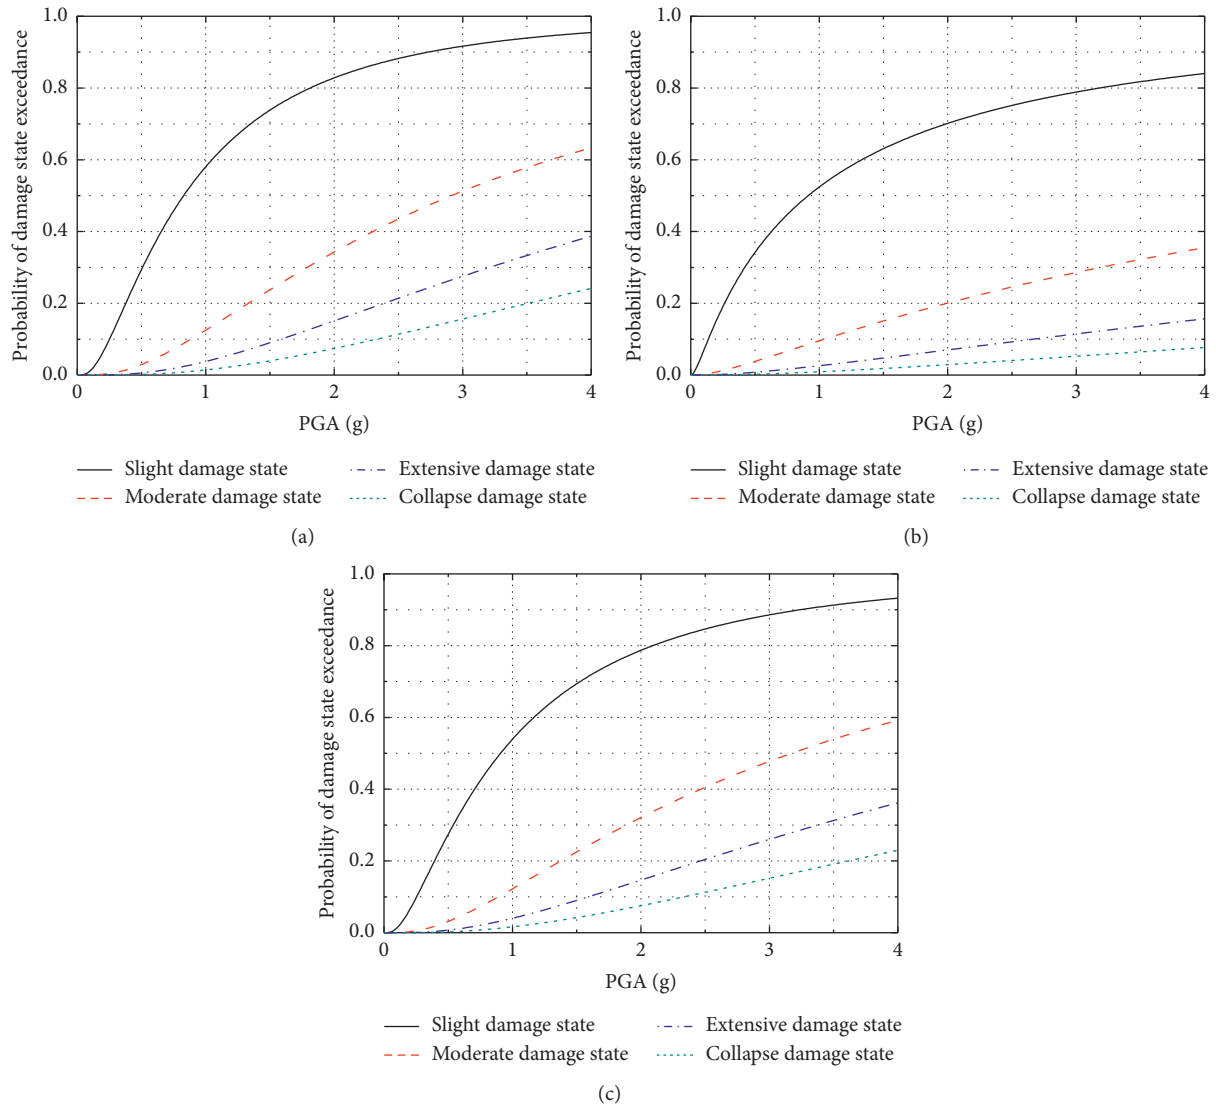 Probability of damage state exceedance
1.0
0.8
0.6
0.4
0.2
0.0
0 1 2 3 4
PGA (g)
Slight damage state
Moderate damage state
Extensive damage state
Collapse damage state
(a)
Probability of damage state exceedance
1.0
0.8
0.6
0.4
0.2
0.0
0 1 2 3 4
PGA (g)
Slight damage state
Moderate damage state
Extensive damage state
Collapse damage state
(b)
Probability of damage state exceedance
1.0
0.8
0.6
0.4
0.2
0.0
0 1 2 3 4
PGA (g)
Slight damage state
Moderate damage state
Extensive damage state
Collapse damage state
(c)